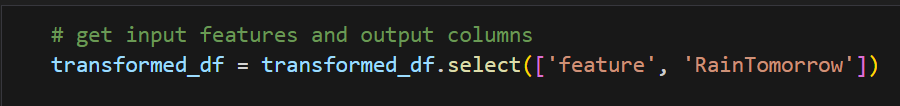 # get input features and output columns
transformed_df = transformed_df.select(['feature', 'RainTomorrow'])